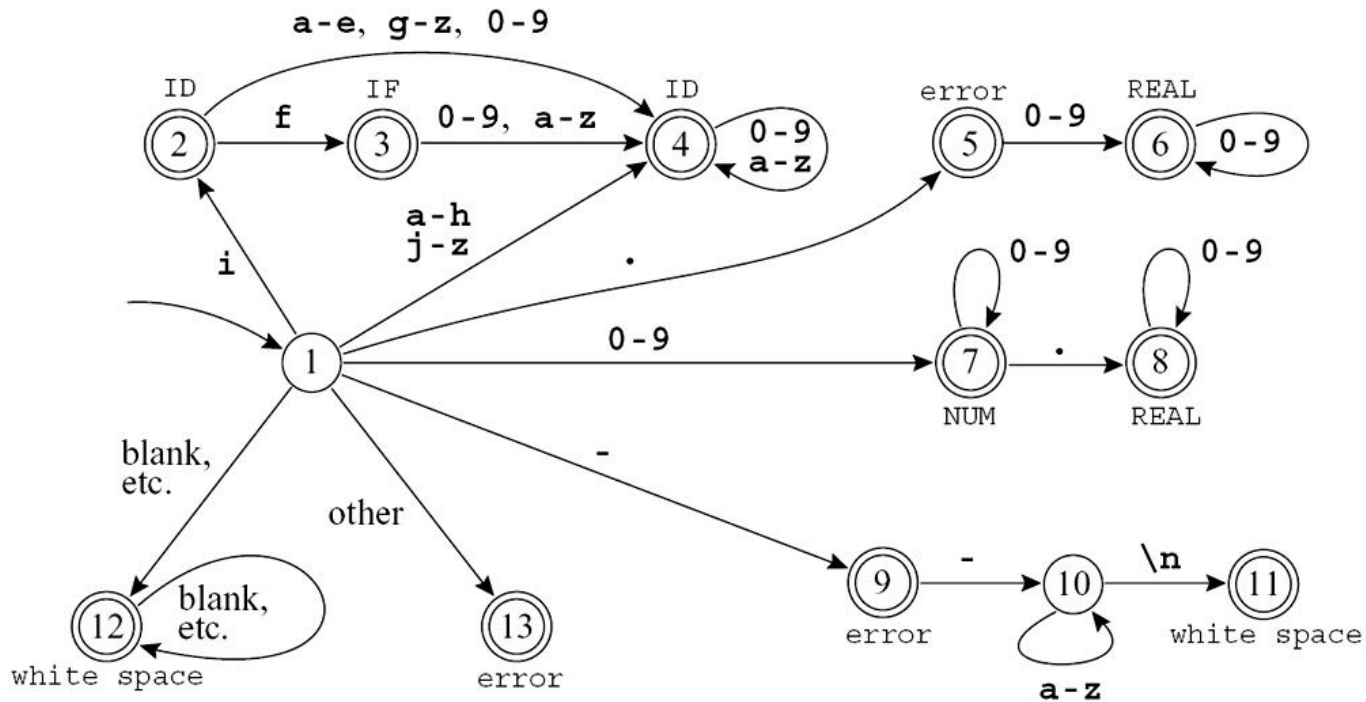 a-e, g-z, 0-9
ID
IF
ID
error
REAL
2
f
3
0-9, a-z
4
0-9
a-z
5
0-9
6
0-9
i
a-h
j-z
.
0-9
0-9
1
0-9
7
.
8
NUM
REAL
blank,
etc.
other
-
12
blank,
etc.
white space
13
error
9
-
10
\n
11
error
white space
a-z